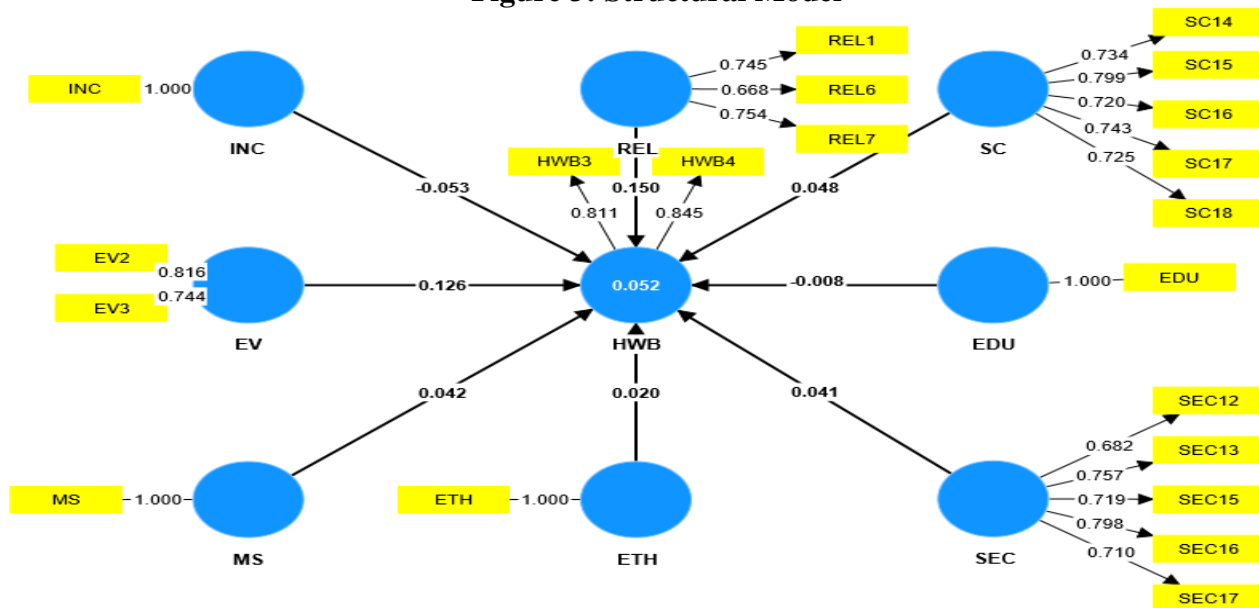 Figure 3: Structural Model
INC
1.000
INC
REL
0.745
0.668
0.754
REL1
REL6
REL7
SC
0.734
0.799
0.720
0.743
0.725
SC14
SC15
SC16
SC17
SC18
HWB3
HWB4
0.811
0.845
-0.053
0.150
0.048
EV2
EV3
0.816
0.744
EV
0.126
0.052
HWB
-0.008
EDU
1.000
EDU
0.042
0.020
0.041
MS
1.000
MS
ETH
1.000
ETH
SEC
0.682
0.757
0.719
0.798
0.710
SEC12
SEC13
SEC15
SEC16
SEC17